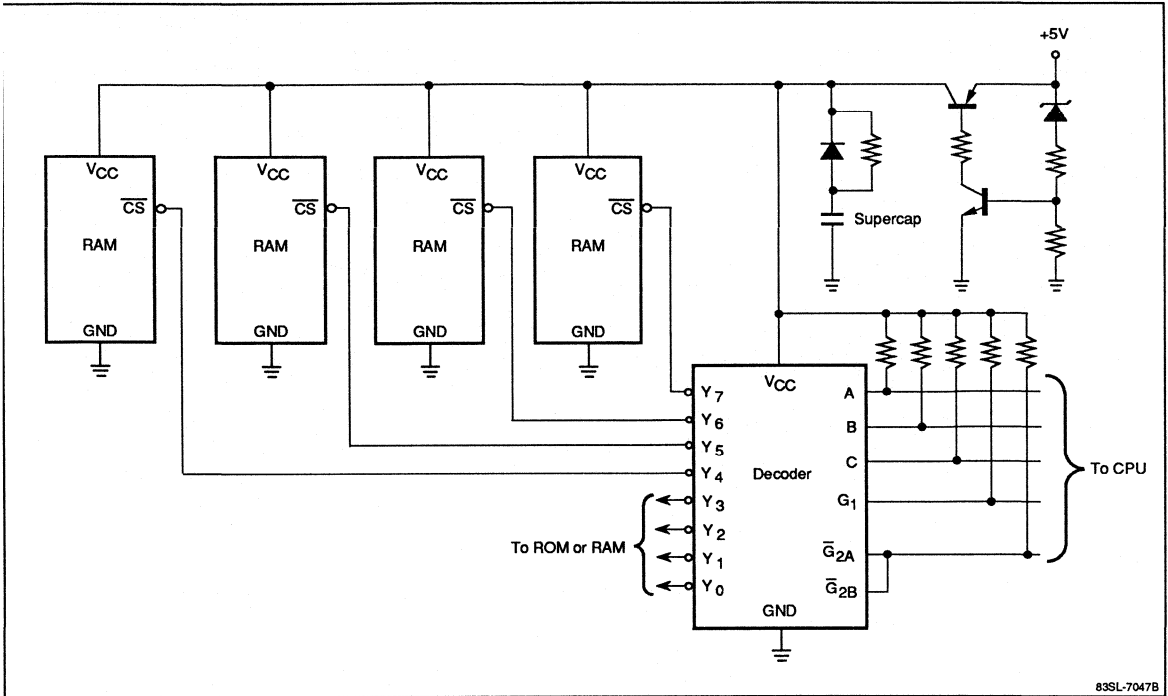 +5V
VCC
CS
RAM
GND
VCC
CS
RAM
GND
VCC
CS
RAM
GND
VCC
CS
RAM
GND
Supercap
VCC
Y7
Y6
Y5
Y4
Y3
Y2
Y1
Y0
Decoder
A
B
C
G1
G2A
G2B
GND
To ROM or RAM
To CPU
83SL-7047B